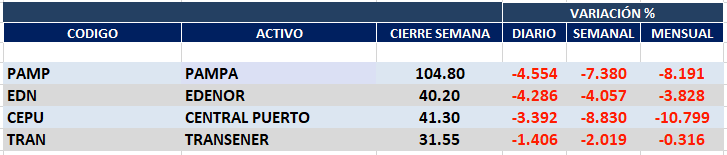 VARIACIÓN %
CODIGO ACTIVO CIERRE SEMANA DIARIO SEMANAL MENSUAL
PAMP PAMPA 104.80 -4.554 -7.380 -8.191
EDN EDENOR 40.20 -4.286 -4.057 -3.828
CEPU CENTRAL PUERTO 41.30 -3.392 -8.830 -10.799
TRAN TRANSENER 31.55 -1.406 -2.019 -0.316